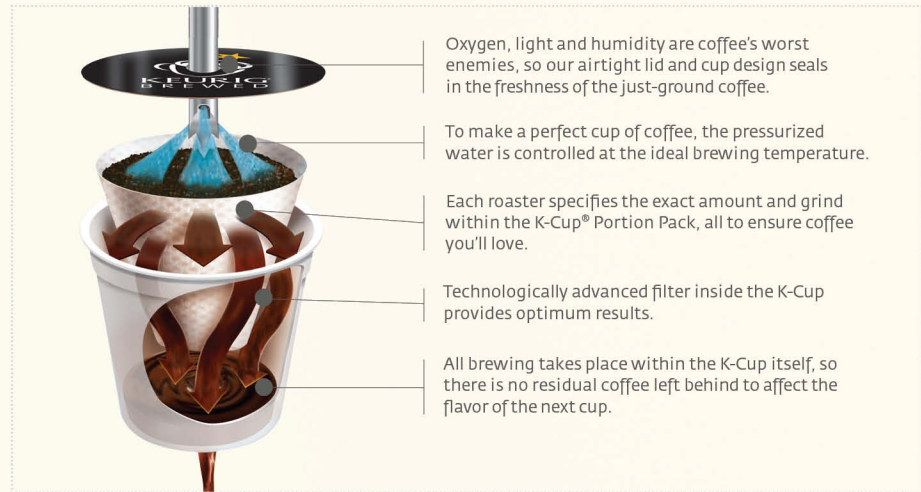 KEURIG®
BREWED
Oxygen, light and humidity are coffee's worst
enemies, so our airtight lid and cup design seals
in the freshness of the just-ground coffee.
To make a perfect cup of coffee, the pressurized
water is controlled at the ideal brewing temperature.
Each roaster specifies the exact amount and grind
within the K-Cup® Portion Pack, all to ensure coffee
you'll love.
Technologically advanced filter inside the K-Cup
provides optimum results.
All brewing takes place within the K-Cup itself, so
there is no residual coffee left behind to affect the
flavor of the next cup.